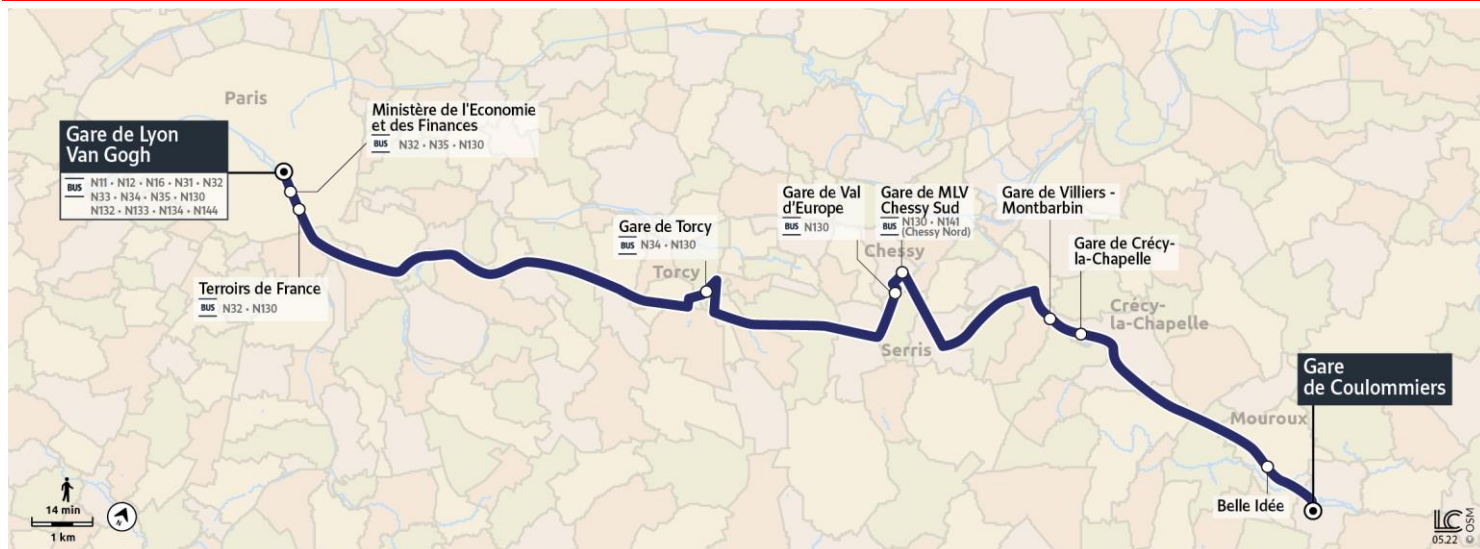 Paris
Gare de Lyon
Van Gogh
BUS N11 • N12 • N16 • N31 • N32
N33 • N34 • N35 • N130
N132 • N133 • N134 • N144
Ministère de l'Economie
et des Finances
BUS N32 • N35 • N130
Terroirs de France
BUS N32 • N130
Gare de Torcy
BUS N34 • N130
Torcy
Gare de Val
d'Europe
BUS N130
Gare de MLV
Chessy Sud
BUS N130 • N141
(Chessy Nord)
Chessy
Serris
Gare de Villiers -
Montbarbin
Gare de Crécy-
la-Chapelle
Crécy-
la-Chapelle
Gare
de Coulommiers
Mouroux
Belle Idée
14 min
1 km
N
LC
05.22
© OSM